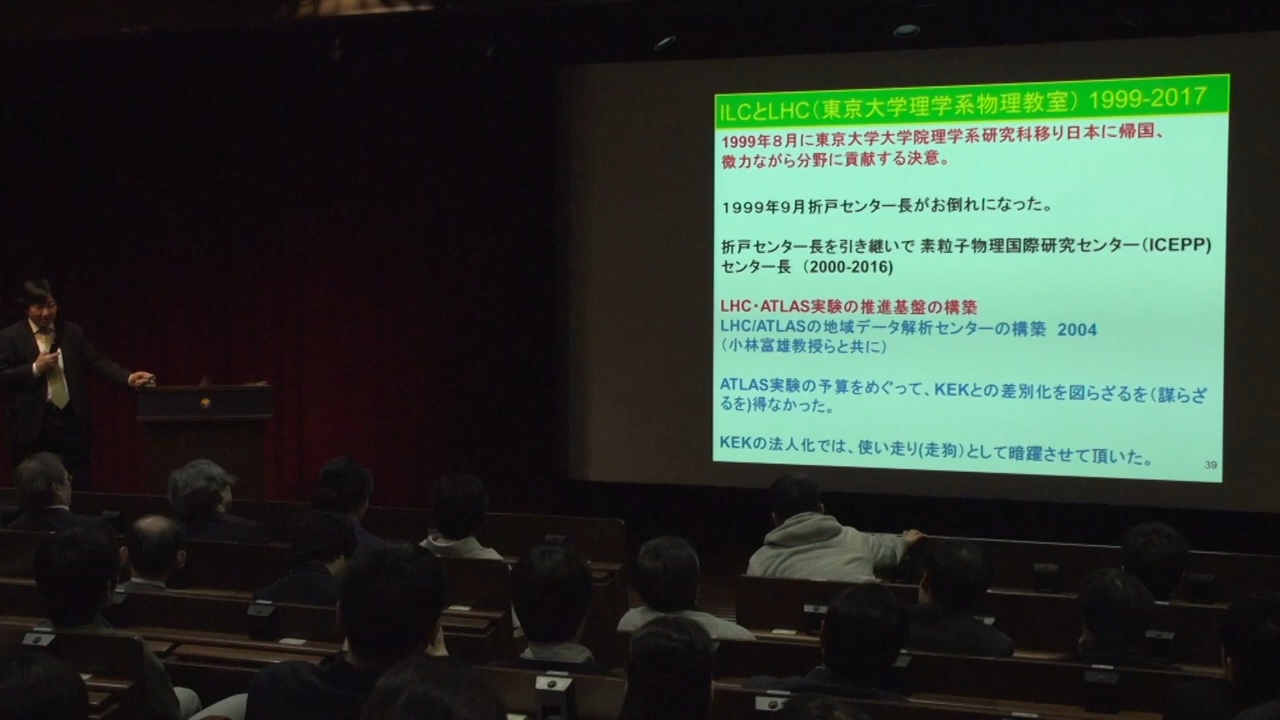 ILCとLHC(東京大学理学系物理教室) 1999-2017
1999年8月に東京大学大学院理学系研究科移り日本に帰国、
微力ながら分野に貢献する決意。
1999年9月折戸センター長がお倒れになった。
折戸センター長を引き継いで 素粒子物理国際研究センター(ICEPP)
センター長 (2000-2016)
LHC・ATLAS実験の推進基盤の構築
LHC/ATLASの地域データ解析センターの構築 2004
(小林富雄教授らと共に)
ATLAS実験の予算をめぐって、KEKとの差別化を図らざるを(謀らざ
るを)得なかった。
KEKの法人化では、使い走り(走狗)として暗躍させて頂いた。
39